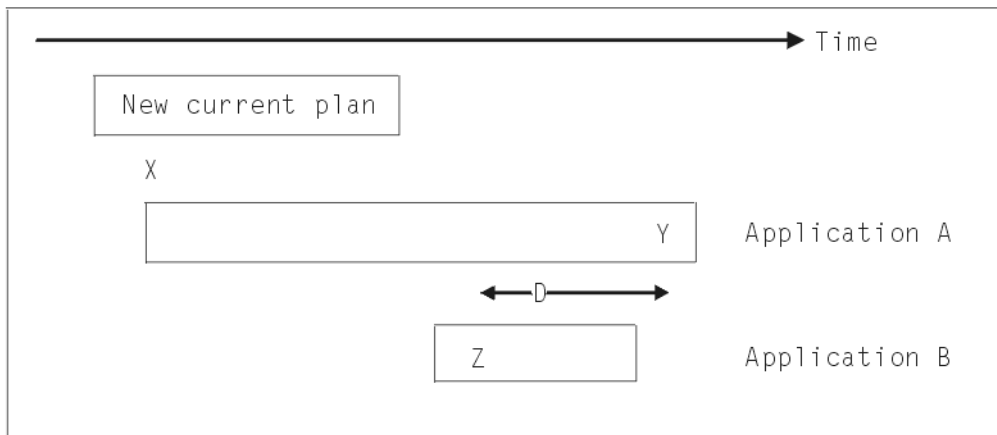 Time
New current plan
X
Y Application A
D
Z Application B